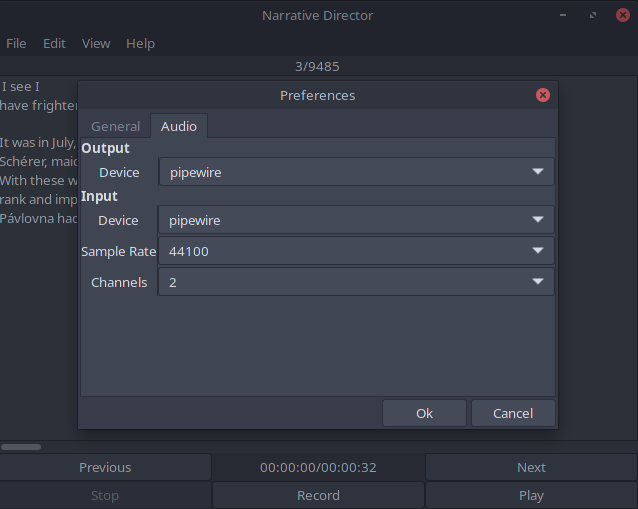 Narrative Director
File Edit View Help
3/9485
I see I
have frighten
It was in July,
Schérer, maid
With these w
rank and imp
Pávlovna had
Preferences
General Audio
Output
Device pipewire
Input
Device pipewire
Sample Rate 44100
Channels 2
Ok Cancel
Previous 00:00:00/00:00:32 Next
Stop Record Play